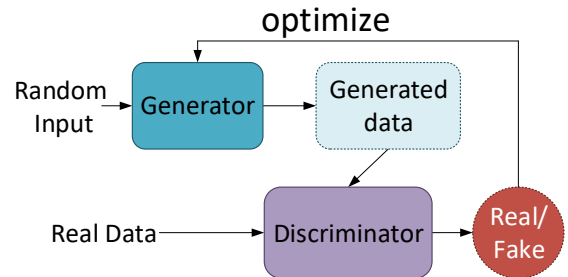 optimize
Random
Input
Generator
Generated
data
Real Data
Discriminator
Real/
Fake